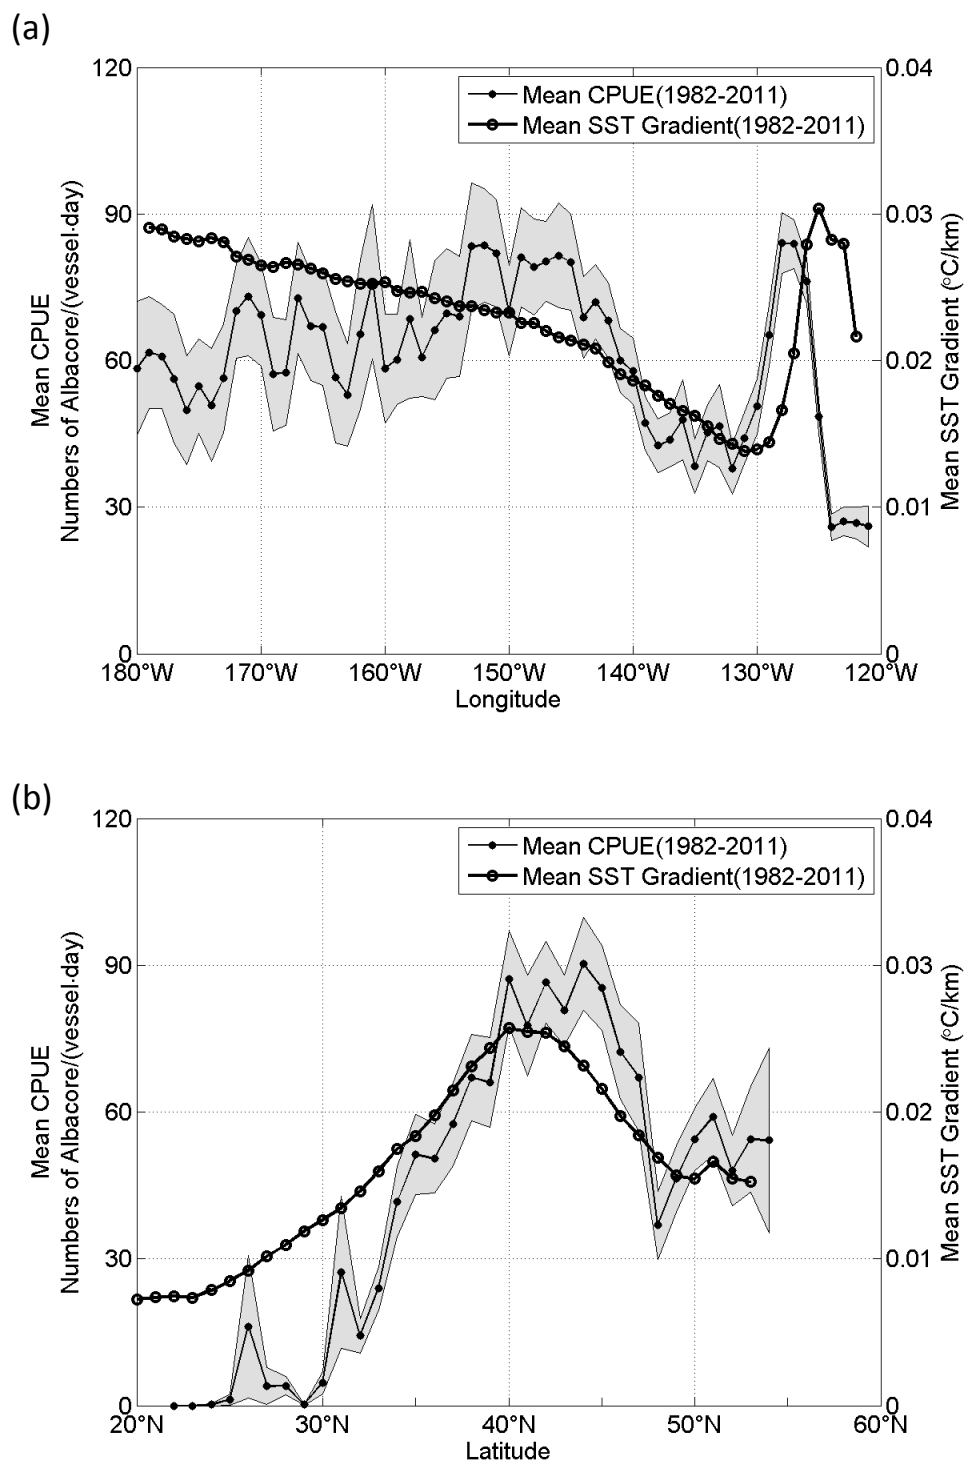 (a)
120
90
60
30
0
0.04
0.03
0.02
0.01
0
Mean CPUE(1982-2011)
Mean SST Gradient(1982-2011)
Mean CPUE
Numbers of Albacore/(vessel·day)
Mean SST Gradient (°C/km)
180°W 170°W 160°W 150°W 140°W 130°W 120°W
Longitude
(b)
120
90
60
30
0
0.04
0.03
0.02
0.01
0
Mean CPUE(1982-2011)
Mean SST Gradient(1982-2011)
Mean CPUE
Numbers of Albacore/(vesssl·day)
Mean SST Gradient (°C/km)
20°N 30°N 40°N 50°N 60°N
Latitude